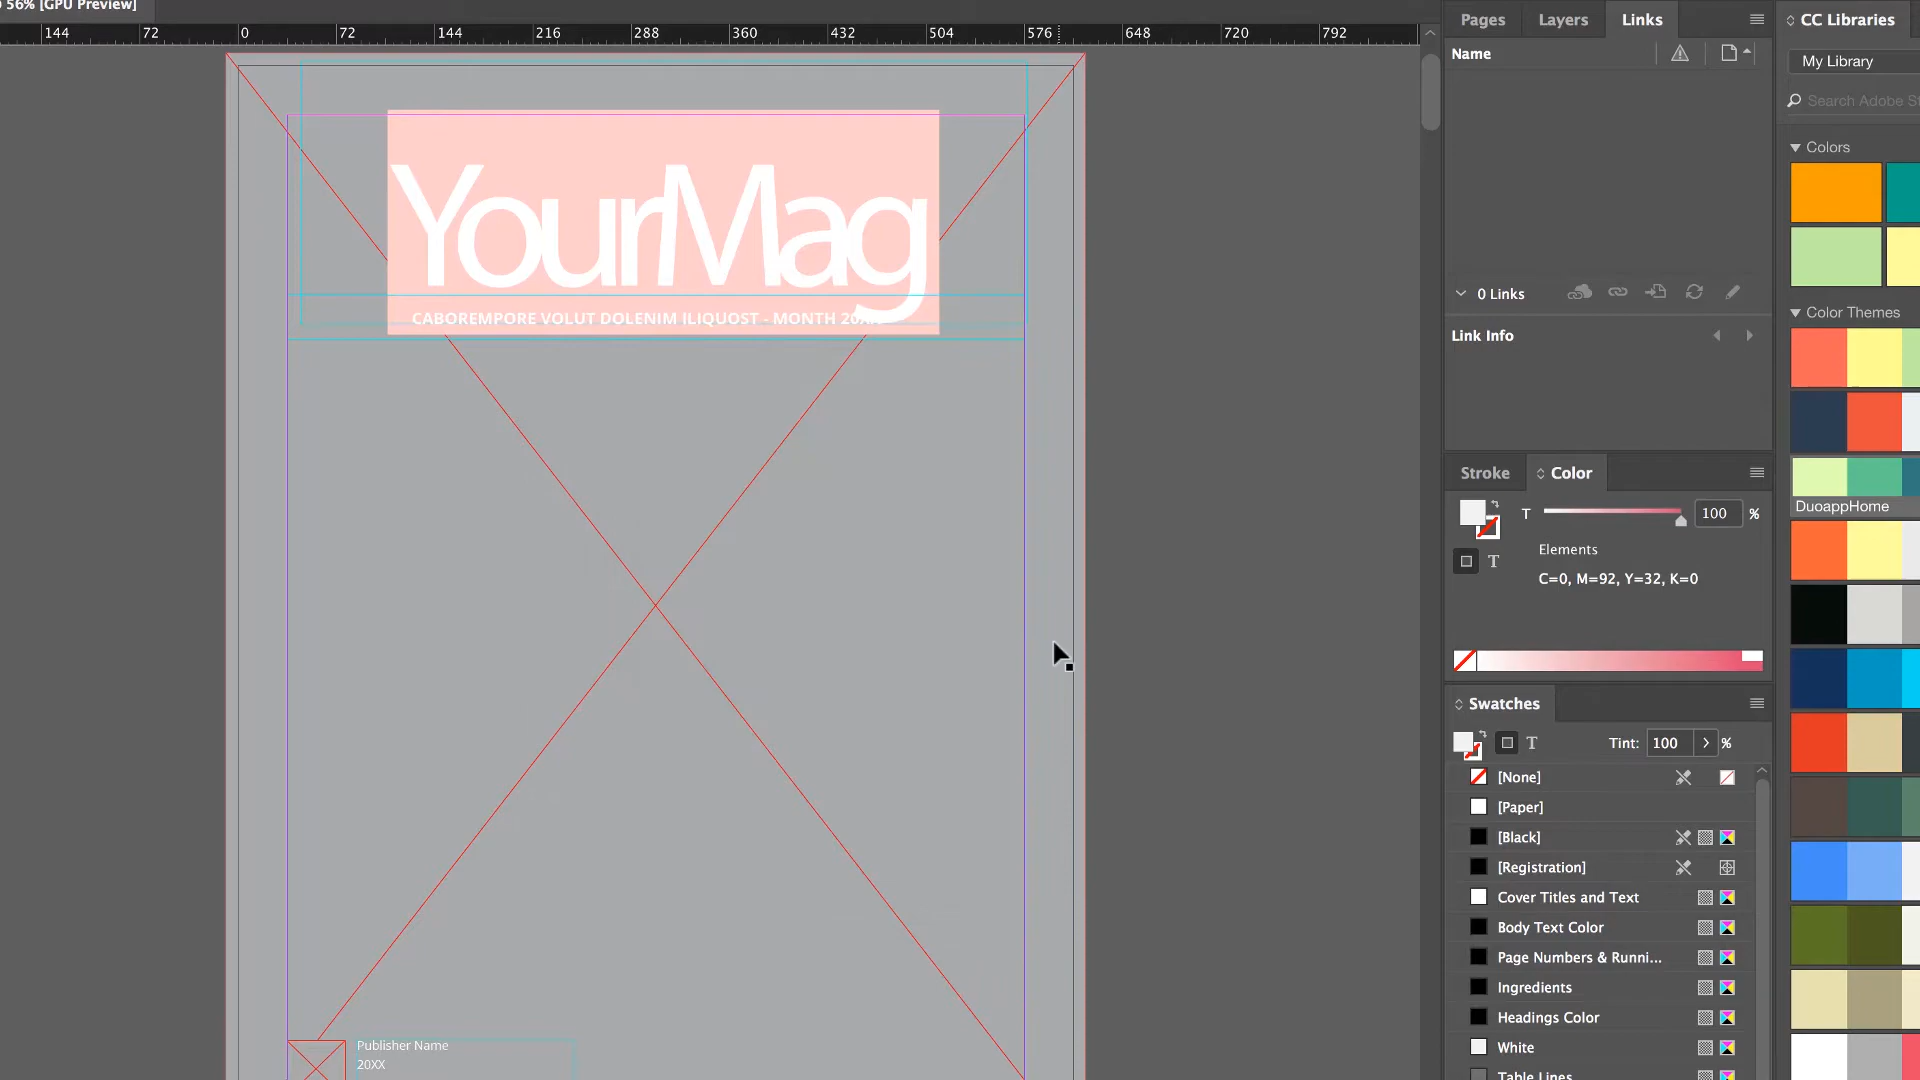 56% [GPU Preview]
144 72 0 72 144 216 288 360 432 504 576 648 720 792
YourMag
CABOREMPORE VOLUT DOLENIM ILIQUOST - MONTH 20XX
Publisher Name
20XX
Pages Layers Links
Name
0 Links
Link Info
Stroke Color
T 100 %
Elements
T
C=0, M=92, Y=32, K=0
Swatches
T Tint: 100 %
[None]
[Paper]
[Black]
[Registration]
Cover Titles and Text
Body Text Color
Page Numbers & Runni...
Ingredients
Headings Color
White
Table Lines
CC Libraries
My Library
Search Adobe St
Colors
Color Themes
DuoappHome